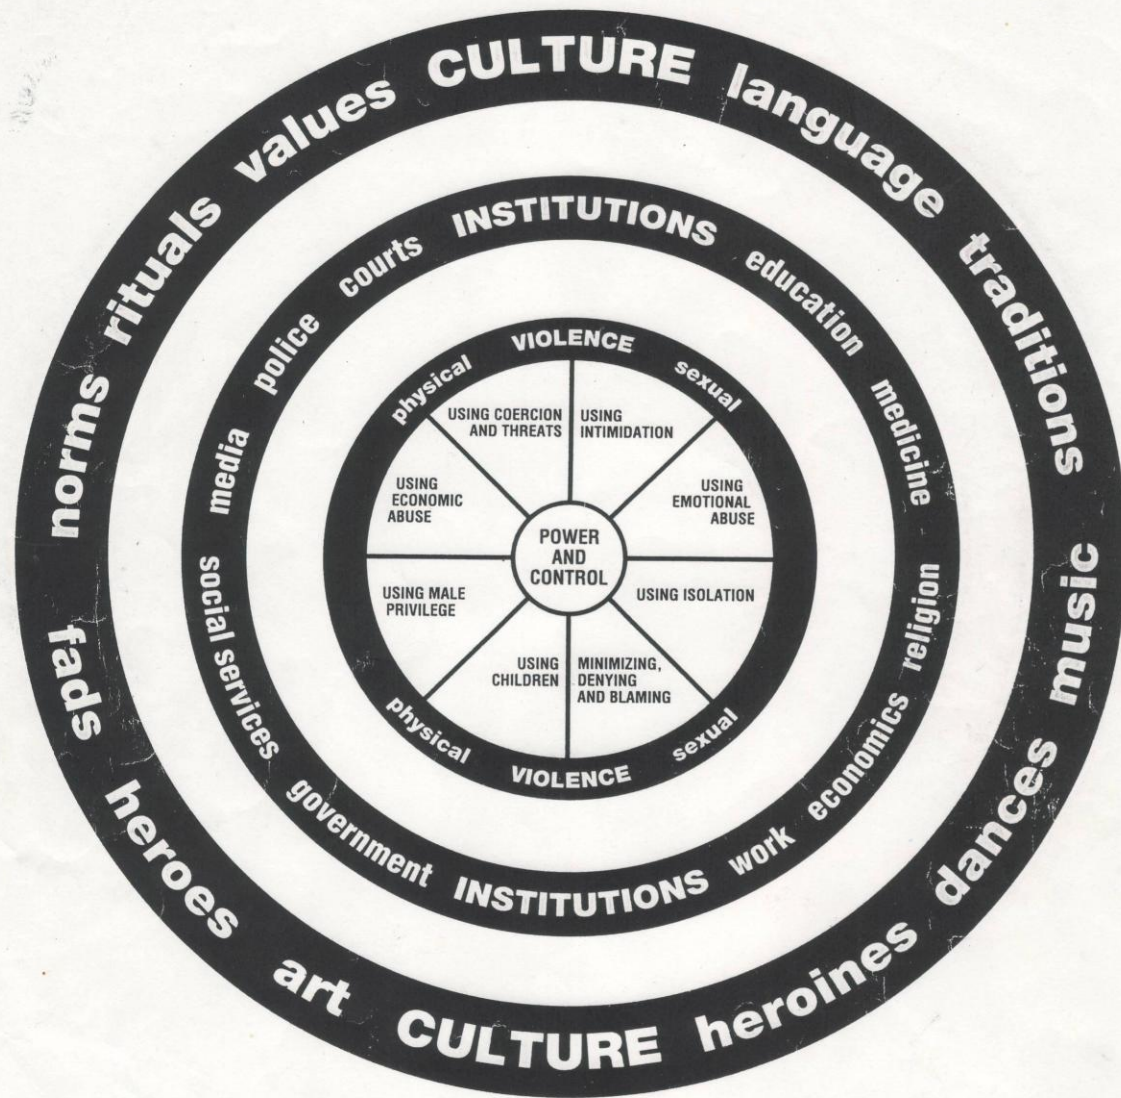 CULTURE language traditions music dances heroines CULTURE art heroes fads norms rituals values
INSTITUTIONS education medicine religion economics work INSTITUTIONS government social services media police courts
VIOLENCE sexual
sexual VIOLENCE physical
physical
USING COERCION
AND THREATS
USING
INTIMIDATION
USING
EMOTIONAL
ABUSE
USING ISOLATION
MINIMIZING,
DENYING
AND BLAMING
USING
CHILDREN
USING MALE
PRIVILEGE
USING
ECONOMIC
ABUSE
POWER
AND
CONTROL